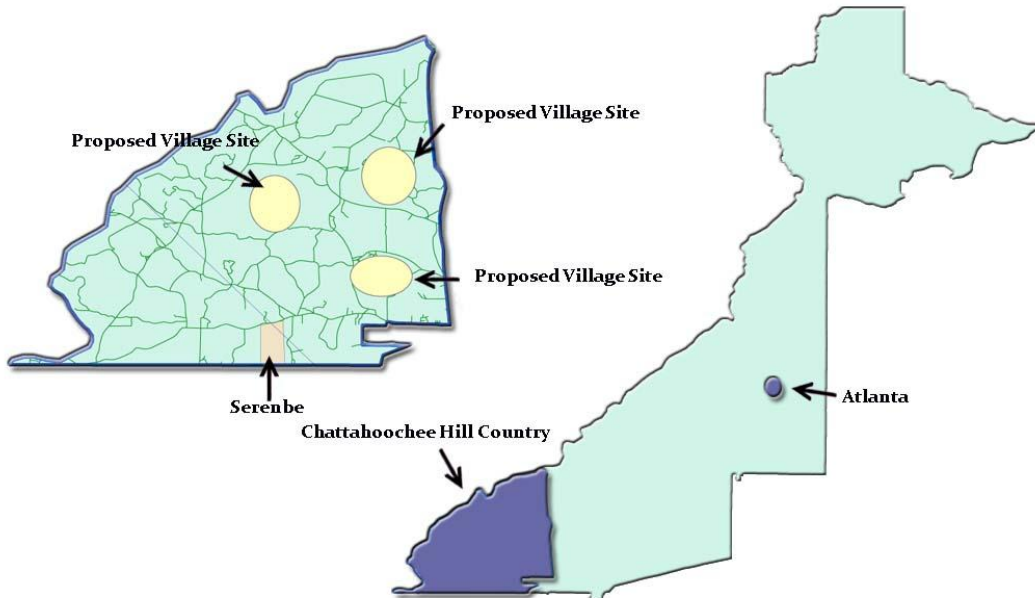 Proposed Village Site
Proposed Village Site
Proposed Village Site
Serenbe
Chattahoochee Hill Country
Atlanta